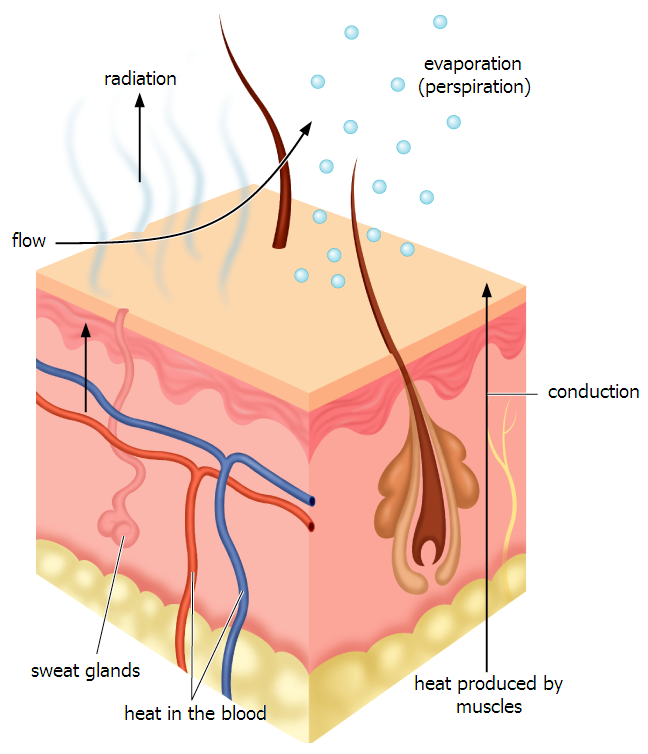 evaporation
(perspiration)
radiation
flow
conduction
sweat glands
heat in the blood
heat produced by
muscles